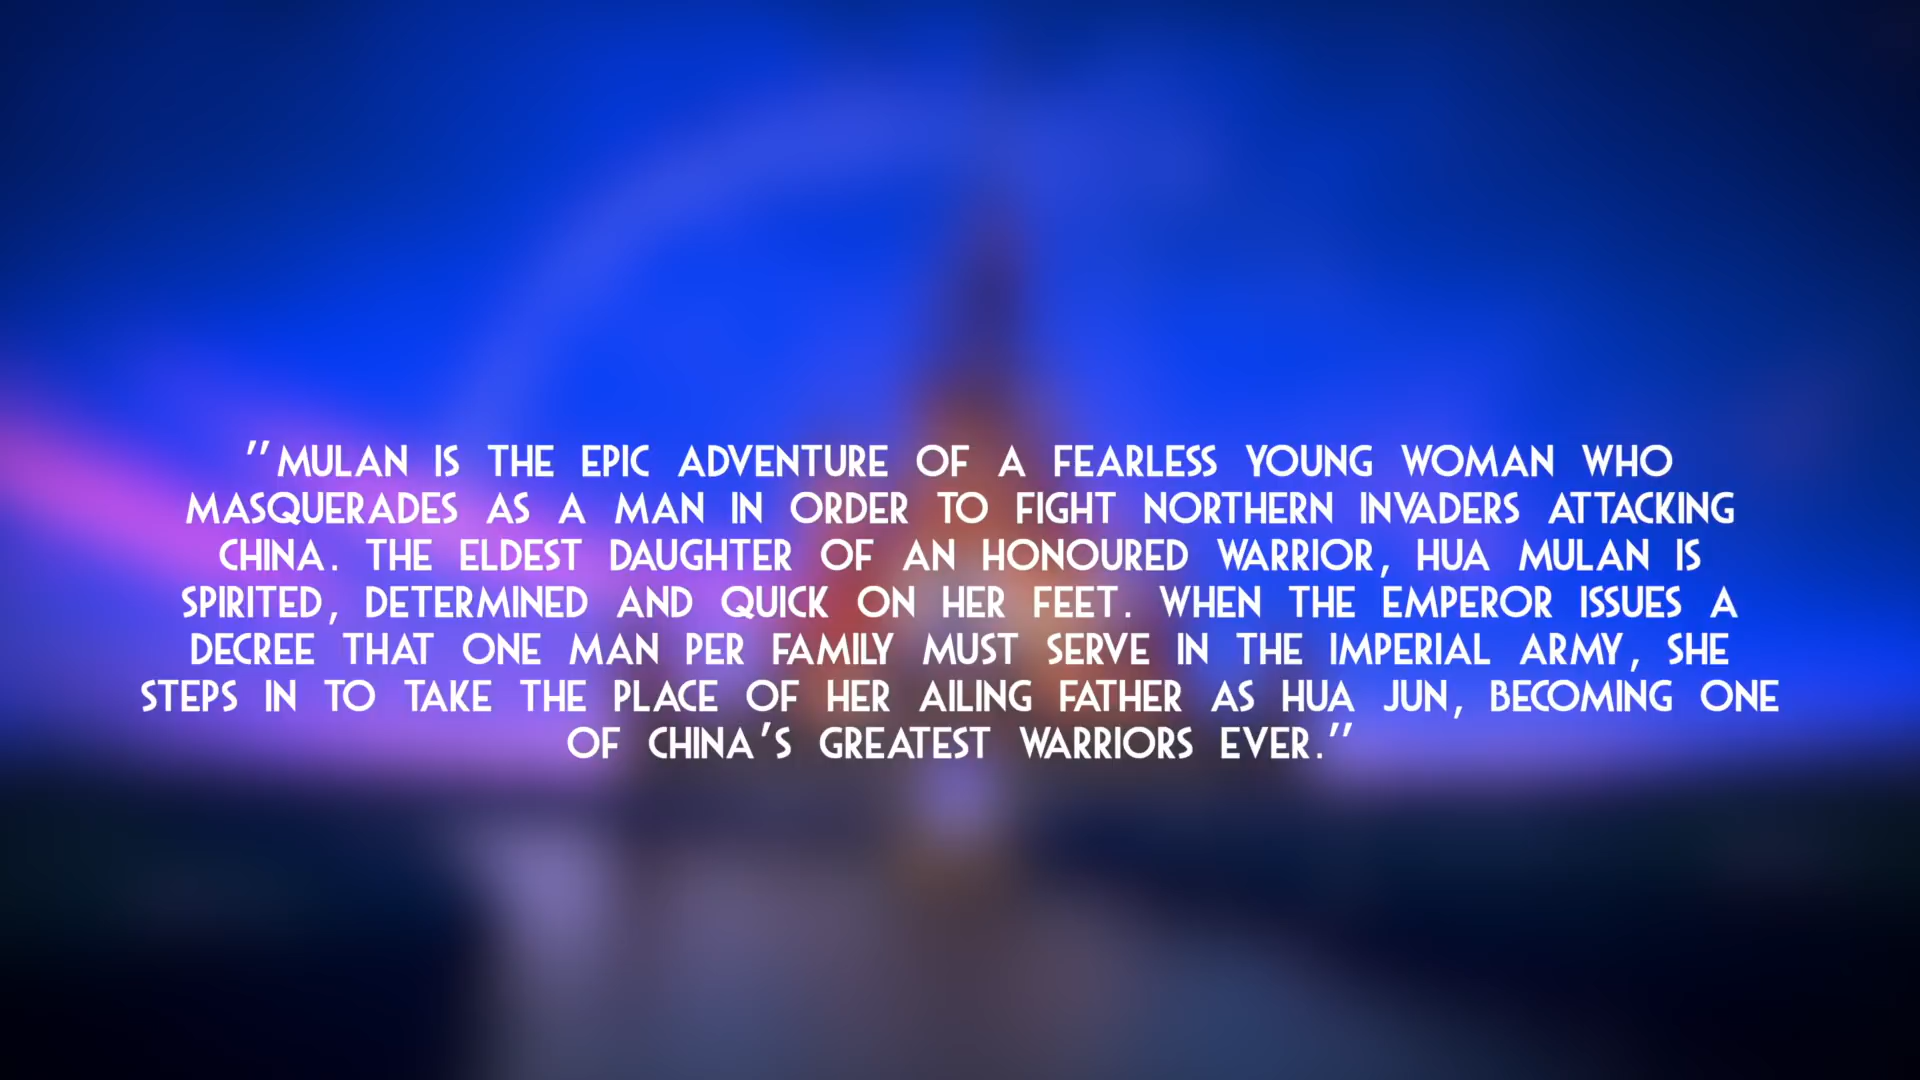 "MULAN IS THE EPIC ADVENTURE OF A FEARLESS YOUNG WOMAN WHO
MASQUERADES AS A MAN IN ORDER TO FIGHT NORTHERN INVADERS ATTACKING
CHINA. THE ELDEST DAUGHTER OF AN HONOURED WARRIOR, HUA MULAN IS
SPIRITED, DETERMINED AND QUICK ON HER FEET. WHEN THE EMPEROR ISSUES A
DECREE THAT ONE MAN PER FAMILY MUST SERVE IN THE IMPERIAL ARMY, SHE
STEPS IN TO TAKE THE PLACE OF HER AILING FATHER AS HUA JUN, BECOMING ONE
OF CHINA'S GREATEST WARRIORS EVER."